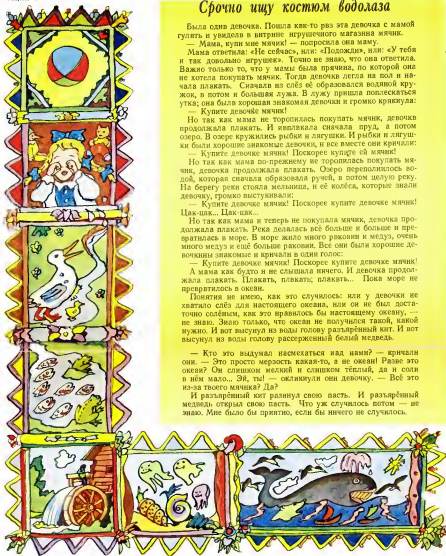 Срочно ищу костюм водолаза
Была одна девочка. Пошла как-то раз эта девочка с мамой
гулять и увидела в витрине игрушечного магазина мячик.
— Мама, купи мне мячик! — попросила она маму.
Мама ответила: «Не сейчас», или: «Подожди», или: «У тебя
и так довольно игрушек». Точно не знаю, что она ответила.
Важно только то, что у мамы была причина, по которой она
не хотела покупать мячик. Тогда девочка легла на пол и на-
чала плакать. Сначала из слёз её образовался водяной кру-
жок, а потом и большая лужа. В лужу пришла поплескаться
утка; она была хорошая знакомая девочки и громко крякнула:
— Купите девочке мячик!
Но так как мама не торопилась покупать мячик, девочка
продолжала плакать. И наплакала сначала пруд, а потом
озеро. В озере кружились рыбки и лягушки. И рыбки и лягуш-
ки были хорошие знакомые девочки, и все вместе они кричали:
— Купите девочке мячик! Поскорее купите ей мячик!
Но так как мама по-прежнему не торопилась покупать мя-
чик, девочка продолжала плакать. Озеро переполнилось во-
дой, которая сначала образовала ручей, а потом целую реку.
На берегу реки стояла мельница, и её колёса, которые знали
девочку, громко выстукивали:
— Купите девочке мячик! Поскорее купите девочке мячик!
Цак-цак... Цак-цак...
Но так как мама и теперь не покупала мячик, девочка про-
должала плакать. Река делалась всё больше и больше и пре-
вратилась в море. В море жило много раковин и медуз, очень
много медуз и ещё больше раковин. Все они были хорошие де-
вочкины знакомые и кричали в один голос:
— Купите девочке мячик! Поскорее купите девочке мячик!
А мама как будто и не слышала ничего. И девочка продол-
жала плакать. Плакать, плакать, плакать... Пока море не
превратилось в океан.
Понятия не имею, как это случилось: или у девочки не
хватило слёз для настоящего океана, или он не был доста-
точно солёным, как это нравилось бы настоящему океану, —
не знаю. Знаю только, что океан не получился такой, какой
нужно. И вот высунул из воды голову разъярённый кит. И вот
высунул из воды голову рассерженный белый медведь.
— Кто это выдумал насмехаться над нами? — кричали
они. — Это просто мерзость какая-то, а не океан! Разве это
океан? Он слишком мелкий и слишком тёплый, да и соли
в нём мало... Эй, ты! — окликнули они девочку. — Всё это
из-за твоего мячика? Да?
И разъярённый кит разинул свою пасть. И разъярённый
медведь открыл свою пасть. Что уж случилось потом — не
знаю. Мне было бы приятно, если бы ничего не случилось.